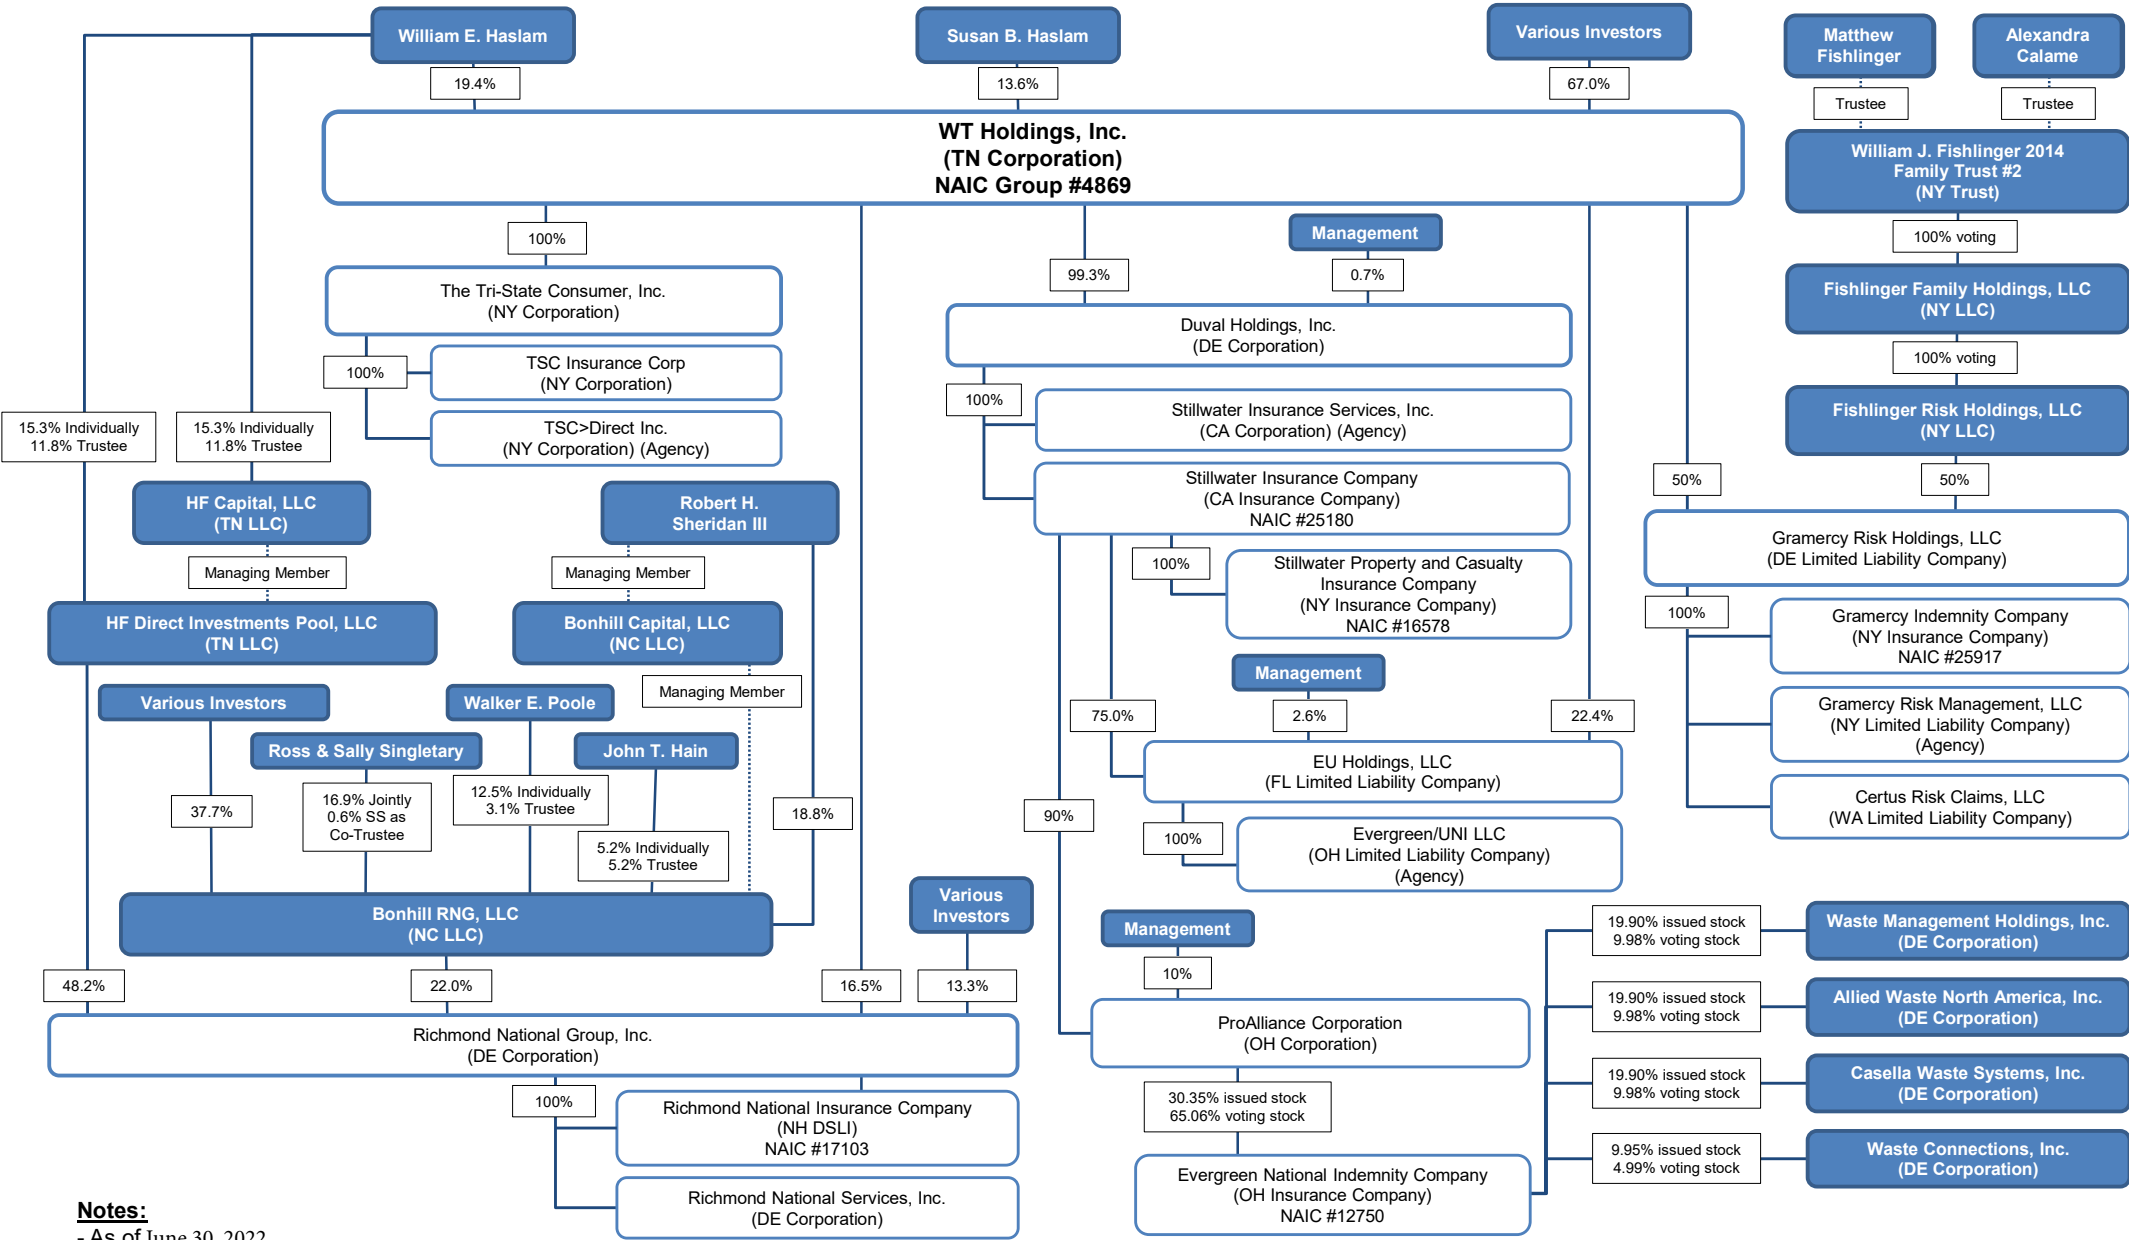 William E. Haslam
Susan B. Haslam
Various Investors
Matthew
Fishlinger
Alexandra
Calame
19.4%
13.6%
67.0%
Trustee
Trustee
WT Holdings, Inc.
(TN Corporation)
NAIC Group #4869
William J. Fishlinger 2014
Family Trust #2
(NY Trust)
100% voting
Fishlinger Family Holdings, LLC
(NY LLC)
100% voting
Fishlinger Risk Holdings, LLC
(NY LLC)
100%
The Tri-State Consumer, Inc.
(NY Corporation)
100%
TSC Insurance Corp
(NY Corporation)
TSC>Direct Inc.
(NY Corporation) (Agency)
Management
99.3%
0.7%
Duval Holdings, Inc.
(DE Corporation)
100%
Stillwater Insurance Services, Inc.
(CA Corporation) (Agency)
Stillwater Insurance Company
(CA Insurance Company)
NAIC #25180
100%
Stillwater Property and Casualty
Insurance Company
(NY Insurance Company)
NAIC #16578
50%
50%
Gramercy Risk Holdings, LLC
(DE Limited Liability Company)
100%
Gramercy Indemnity Company
(NY Insurance Company)
NAIC #25917
Gramercy Risk Management, LLC
(NY Limited Liability Company)
(Agency)
Certus Risk Claims, LLC
(WA Limited Liability Company)
15.3% Individually
11.8% Trustee
15.3% Individually
11.8% Trustee
HF Capital, LLC
(TN LLC)
Managing Member
HF Direct Investments Pool, LLC
(TN LLC)
Robert H.
Sheridan III
Managing Member
Bonhill Capital, LLC
(NC LLC)
Managing Member
Various Investors
Walker E. Poole
Ross & Sally Singletary
John T. Hain
37.7%
16.9% Jointly
0.6% SS as
Co-Trustee
12.5% Individually
3.1% Trustee
5.2% Individually
5.2% Trustee
18.8%
Bonhill RNG, LLC
(NC LLC)
Management
75.0%
2.6%
22.4%
EU Holdings, LLC
(FL Limited Liability Company)
90%
100%
Evergreen/UNI LLC
(OH Limited Liability Company)
(Agency)
Various
Investors
48.2%
22.0%
16.5%
13.3%
Richmond National Group, Inc.
(DE Corporation)
100%
Richmond National Insurance Company
(NH DSLI)
NAIC #17103
Richmond National Services, Inc.
(DE Corporation)
Management
10%
ProAlliance Corporation
(OH Corporation)
30.35% issued stock
65.06% voting stock
Evergreen National Indemnity Company
(OH Insurance Company)
NAIC #12750
19.90% issued stock
9.98% voting stock
Waste Management Holdings, Inc.
(DE Corporation)
19.90% issued stock
9.98% voting stock
Allied Waste North America, Inc.
(DE Corporation)
19.90% issued stock
9.98% voting stock
Casella Waste Systems, Inc.
(DE Corporation)
9.95% issued stock
4.99% voting stock
Waste Connections, Inc.
(DE Corporation)
Notes:
- As of June 30, 2022